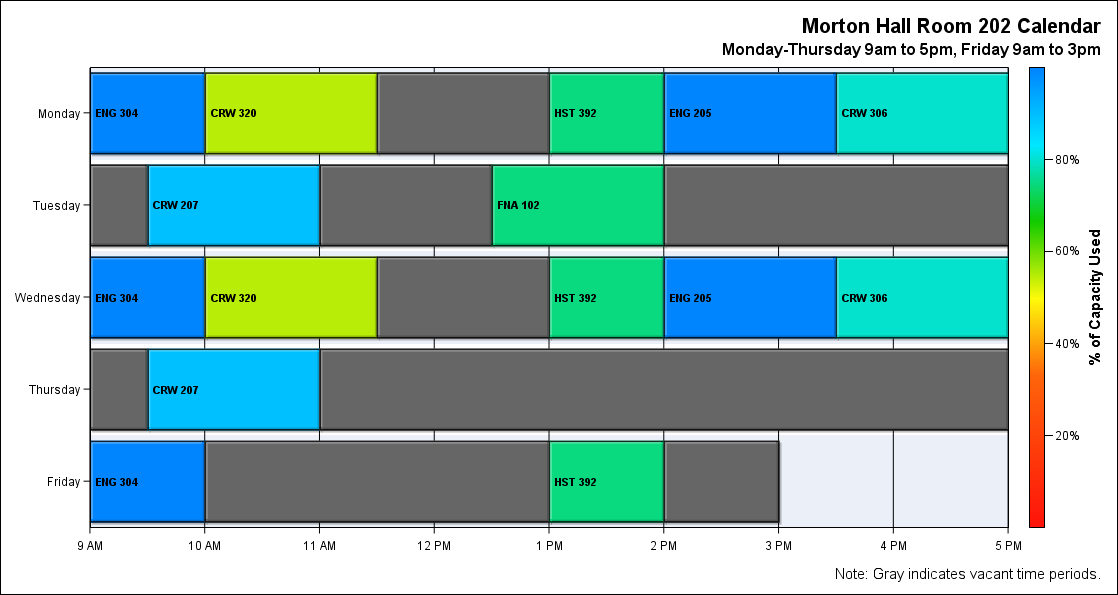 Morton Hall Room 202 Calendar
Monday-Thursday 9am to 5pm, Friday 9am to 3pm
Monday
ENG 304
CRW 320
HST 392
ENG 205
CRW 306
Tuesday
CRW 207
FNA 102
Wednesday
ENG 304
CRW 320
HST 392
ENG 205
CRW 306
Thursday
CRW 207
Friday
ENG 304
HST 392
9 AM
10 AM
11 AM
12 PM
1 PM
2 PM
3 PM
4 PM
5 PM
80%
60%
40%
20%
% of Capacity Used
Note: Gray indicates vacant time periods.